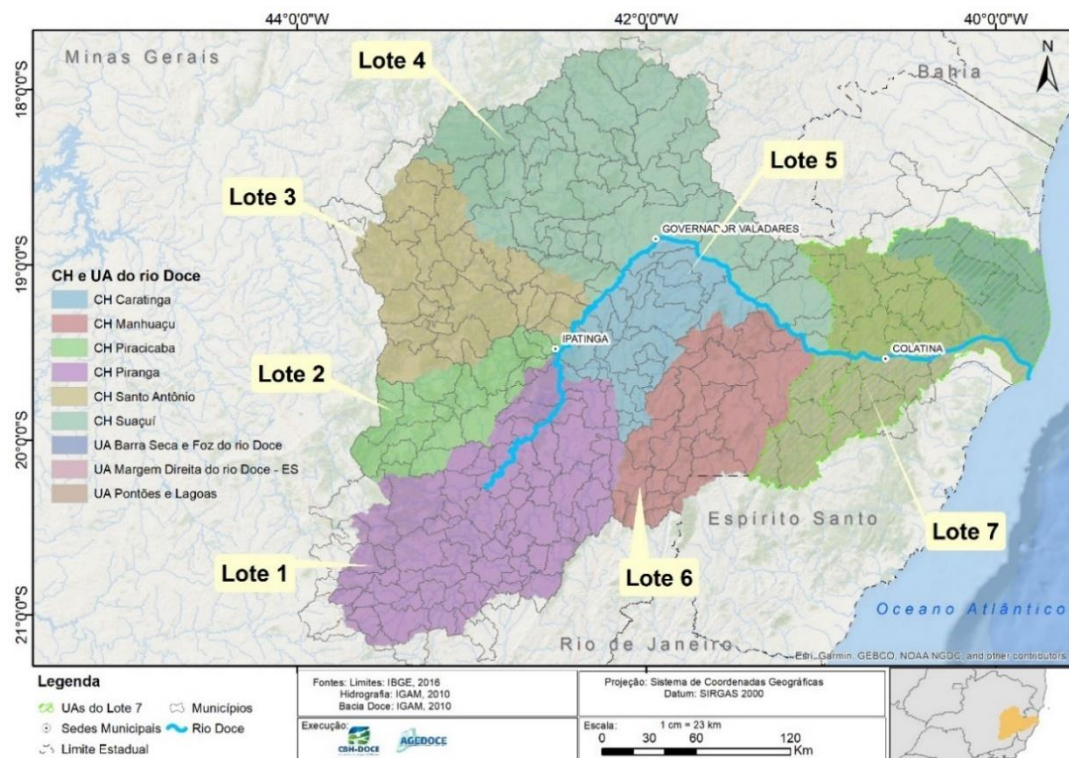 44°0'0"W
42°0'0"W
40°0'0"W
Minas Gerais
Bahia
N
18°0'0"S
19°0'0"S
20°0'0"S
21°0'0"S
Lote 4
Lote 5
Lote 3
GOVERNADOR VALADARES
CH e UA do rio Doce
CH Caratinga
CH Manhuaçu
CH Piracicaba
CH Piranga
CH Santo Antônio
CH Suaçuí
UA Barra Seca e Foz do rio Doce
UA Margem Direita do rio Doce - ES
UA Pontões e Lagoas
IPATINGA
COLATINA
Lote 2
Espírito Santo
Lote 7
Lote 1
Lote 6
Oceano Atlântico
Rio de Janeiro
Esri, Garmin, GEBCO, NOAA NGDC, and other contributors
Legenda
UAs do Lote 7
Municípios
Sedes Municipais
Rio Doce
Limite Estadual
Fontes: Limites: IBGE, 2016
Hidrografia: IGAM, 2010
Bacia Doce: IGAM, 2010
Execução:
CBH-DOCE
AGEDOCE
Projeção: Sistema de Coordenadas Geográficas
Datum: SIRGAS 2000
Escala: 1 cm = 23 km
0 30 60 120
Km